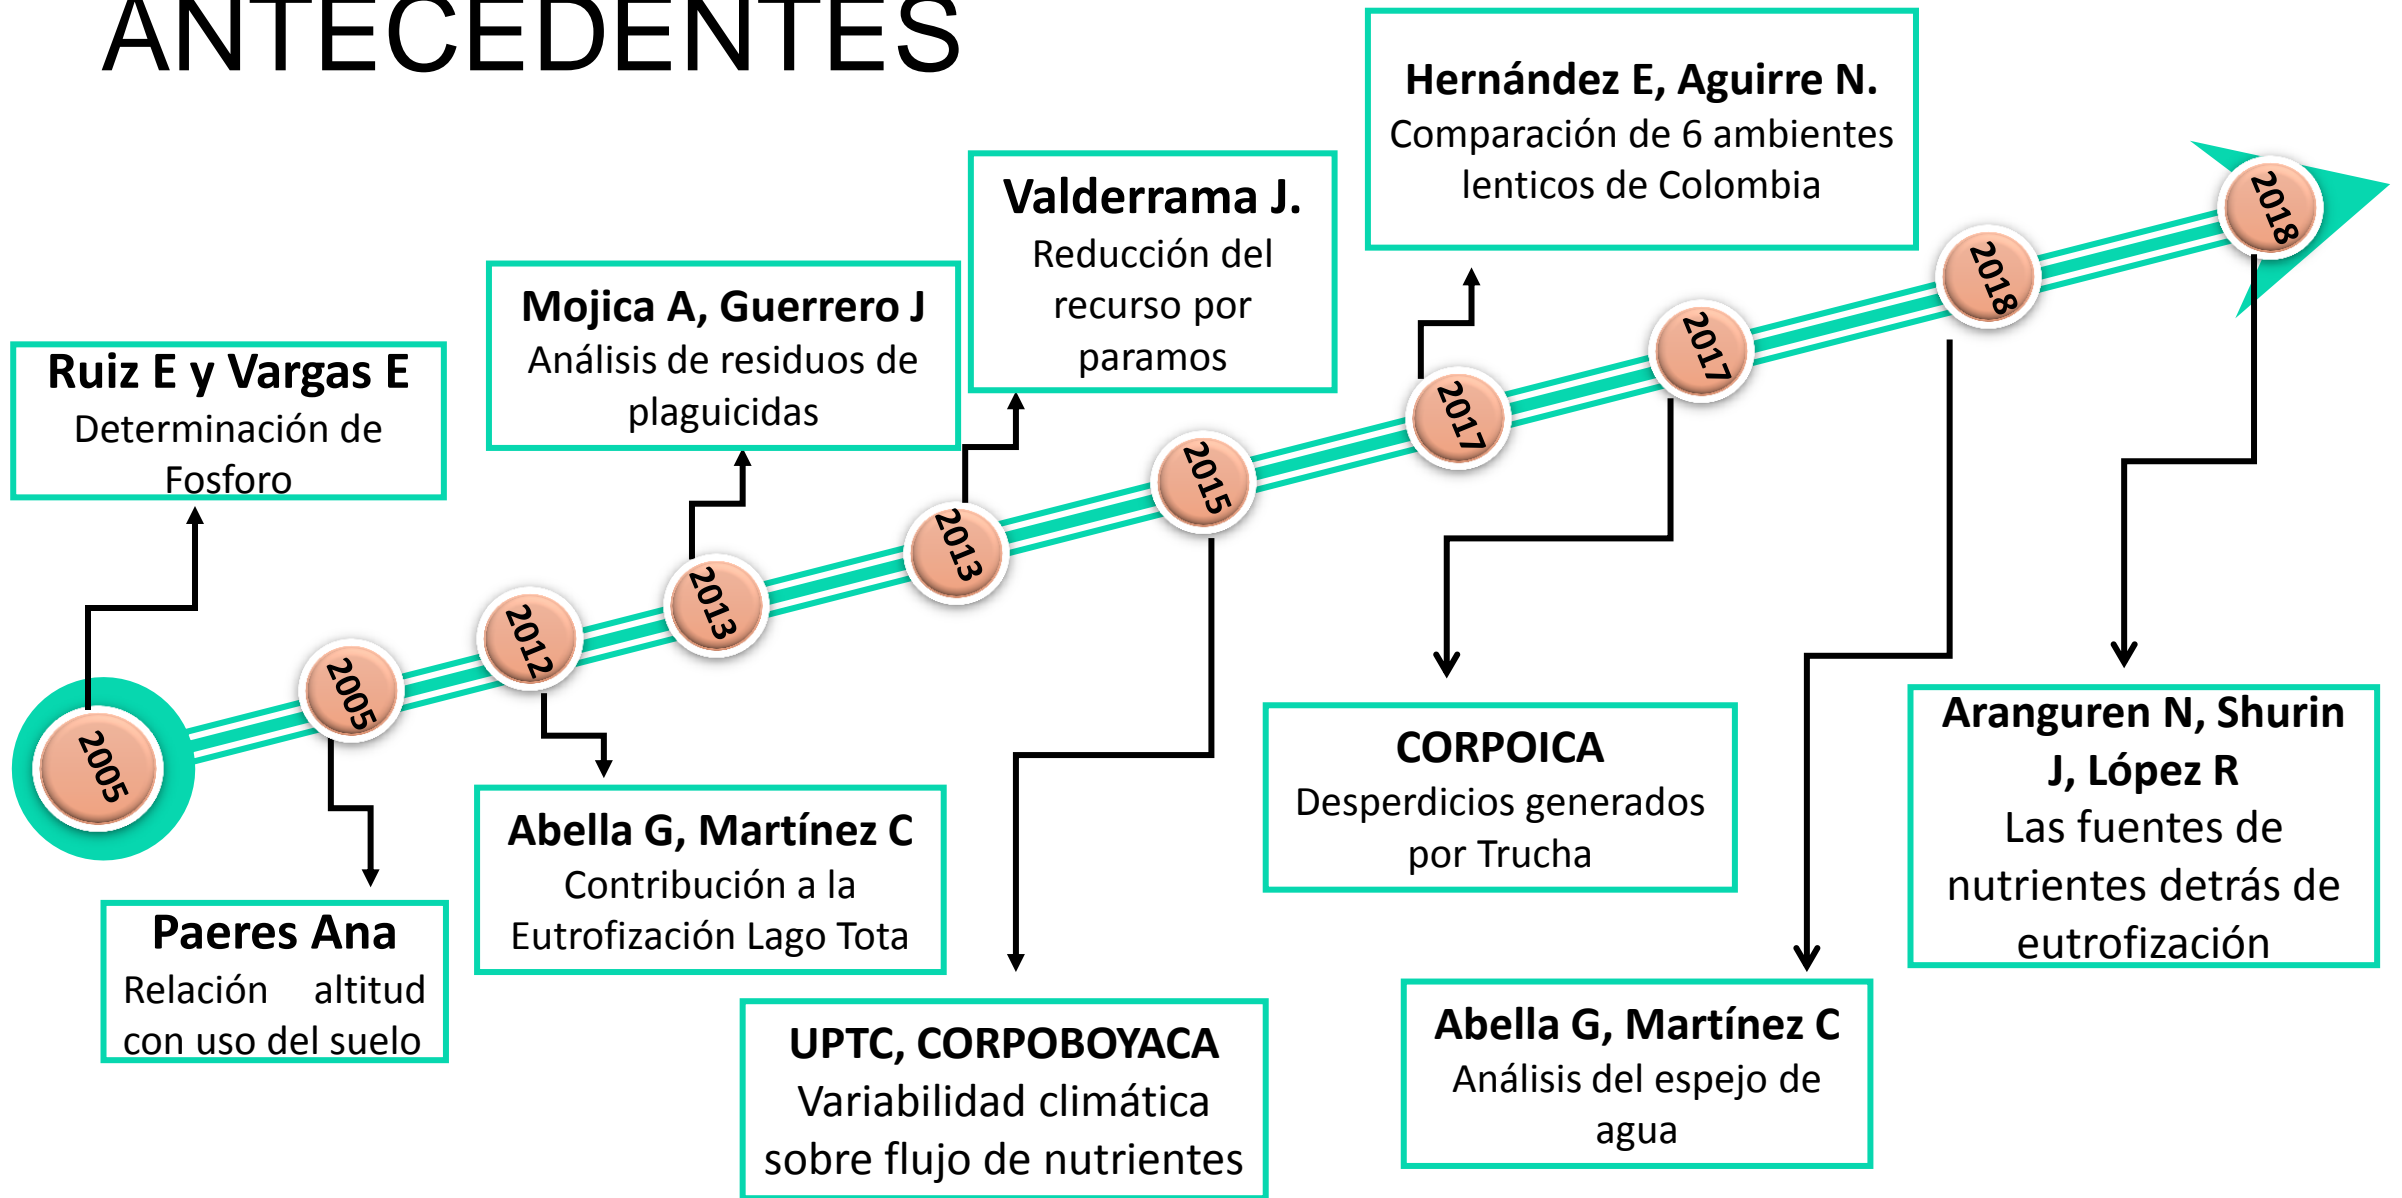 ANTECEDENTES
2005
Ruiz E y Vargas E
Determinación de
Fosforo
2005
Paeres Ana
Relación altitud
con uso del suelo
2012
Abella G, Martínez C
Contribución a la
Eutrofización Lago Tota
2013
Mojica A, Guerrero J
Análisis de residuos de
plaguicidas
2013
Valderrama J.
Reducción del
recurso por
paramos
2015
UPTC, CORPOBOYACA
Variabilidad climática
sobre flujo de nutrientes
2017
Hernández E, Aguirre N.
Comparación de 6 ambientes
lenticos de Colombia
2017
CORPOICA
Desperdicios generados
por Trucha
2018
Abella G, Martínez C
Análisis del espejo de
agua
2018
Aranguren N, Shurin
J, López R
Las fuentes de
nutrientes detrás de
eutrofización